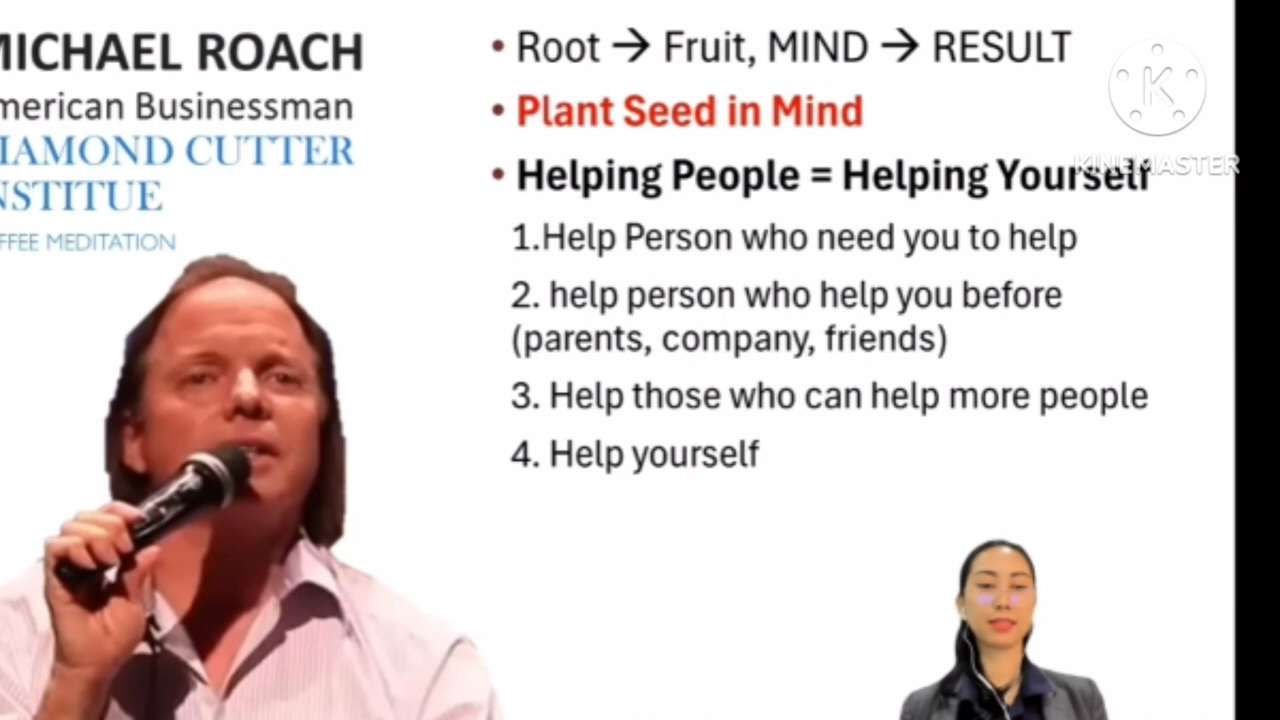 MICHAEL ROACH
merican Businessman
IAMOND CUTTER
NSTITUE
FFEE MEDITATION
• Root → Fruit, MIND → RESULT
• Plant Seed in Mind
• Helping People = Helping Yourself
1.Help Person who need you to help
2. help person who help you before
(parents, company, friends)
3. Help those who can help more people
4. Help yourself
K
KINEMASTER